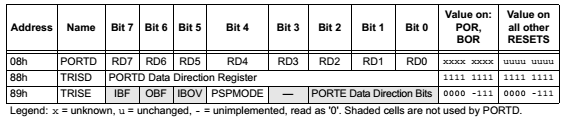 Address Name Bit 7 Bit 6 Bit 5 Bit 4 Bit 3 Bit 2 Bit 1 Bit 0 Value on: POR, BOR Value on all other RESETS
08h PORTD RD7 RD6 RD5 RD4 RD3 RD2 RD1 RD0 xxxx xxxx uuuu uuuu
88h TRISD PORTD Data Direction Register 1111 1111 1111 1111
89h TRISE IBF OBF IBOV PSPMODE — PORTE Data Direction Bits 0000 -111 0000 -111
Legend: x = unknown, u = unchanged, - = unimplemented, read as '0'. Shaded cells are not used by PORTD.